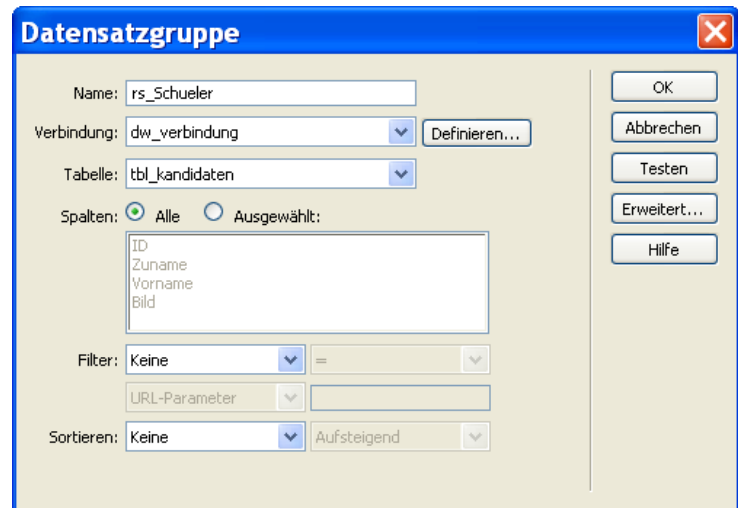 Datensatzgruppe
Name: rs_Schueler
OK
Verbindung: dw_verbindung Definieren...
Abbrechen
Tabelle: tbl_kandidaten
Testen
Spalten: Alle Ausgewählt:
Erweitert...
ID
Zuname
Vorname
Bild
Hilfe
Filter: Keine =
URL-Parameter
Sortieren: Keine Aufsteigend